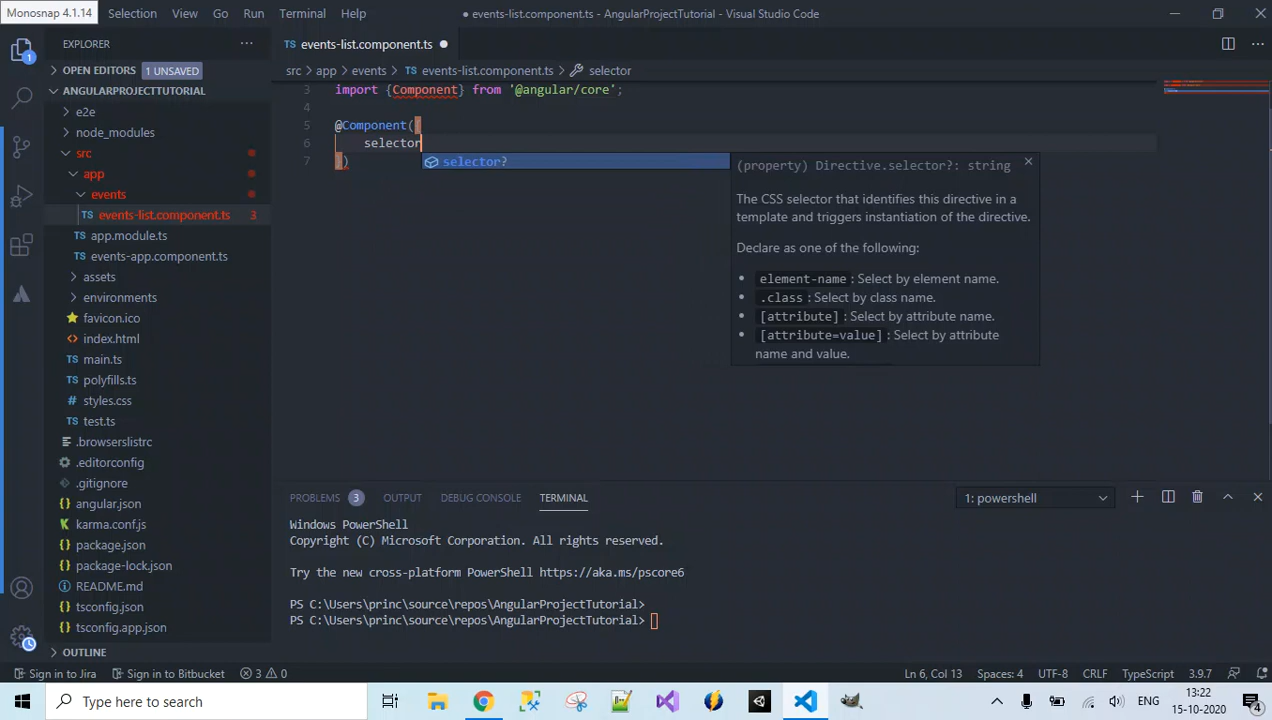 Monosnap 4.1.14
Selection View Go Run Terminal Help
● events-list.component.ts - AngularProjectTutorial - Visual Studio Code
EXPLORER
OPEN EDITORS 1 UNSAVED
ANGULARPROJECTTUTORIAL
e2e
node_modules
src
app
events
TS events-list.component.ts 3
TS app.module.ts
TS events-app.component.ts
assets
environments
favicon.ico
index.html
TS main.ts
TS polyfills.ts
TS styles.css
TS test.ts
.browserslistrc
.editorconfig
.gitignore
{} angular.json
karma.conf.js
{} package.json
{} package-lock.json
README.md
{} tsconfig.json
{} tsconfig.app.json
OUTLINE
TS events-list.component.ts ●
src > app > events > TS events-list.component.ts > selector
3 import {Component} from '@angular/core';
4
5 @Component({
6 selector
7 })
selector?
(property) Directive.selector?: string
The CSS selector that identifies this directive in a
template and triggers instantiation of the directive.
Declare as one of the following:
• element-name : Select by element name.
• .class : Select by class name.
• [attribute] : Select by attribute name.
• [attribute=value] : Select by attribute
name and value.
PROBLEMS 3 OUTPUT DEBUG CONSOLE TERMINAL
1: powershell
Windows PowerShell
Copyright (C) Microsoft Corporation. All rights reserved.
Try the new cross-platform PowerShell https://aka.ms/pscore6
PS C:\Users\princ\source\repos\AngularProjectTutorial>
PS C:\Users\princ\source\repos\AngularProjectTutorial>
Sign in to Jira Sign in to Bitbucket 3 0
Ln 6, Col 13 Spaces: 4 UTF-8 CRLF TypeScript 3.9.7
Type here to search
ENG 13:22
15-10-2020 4